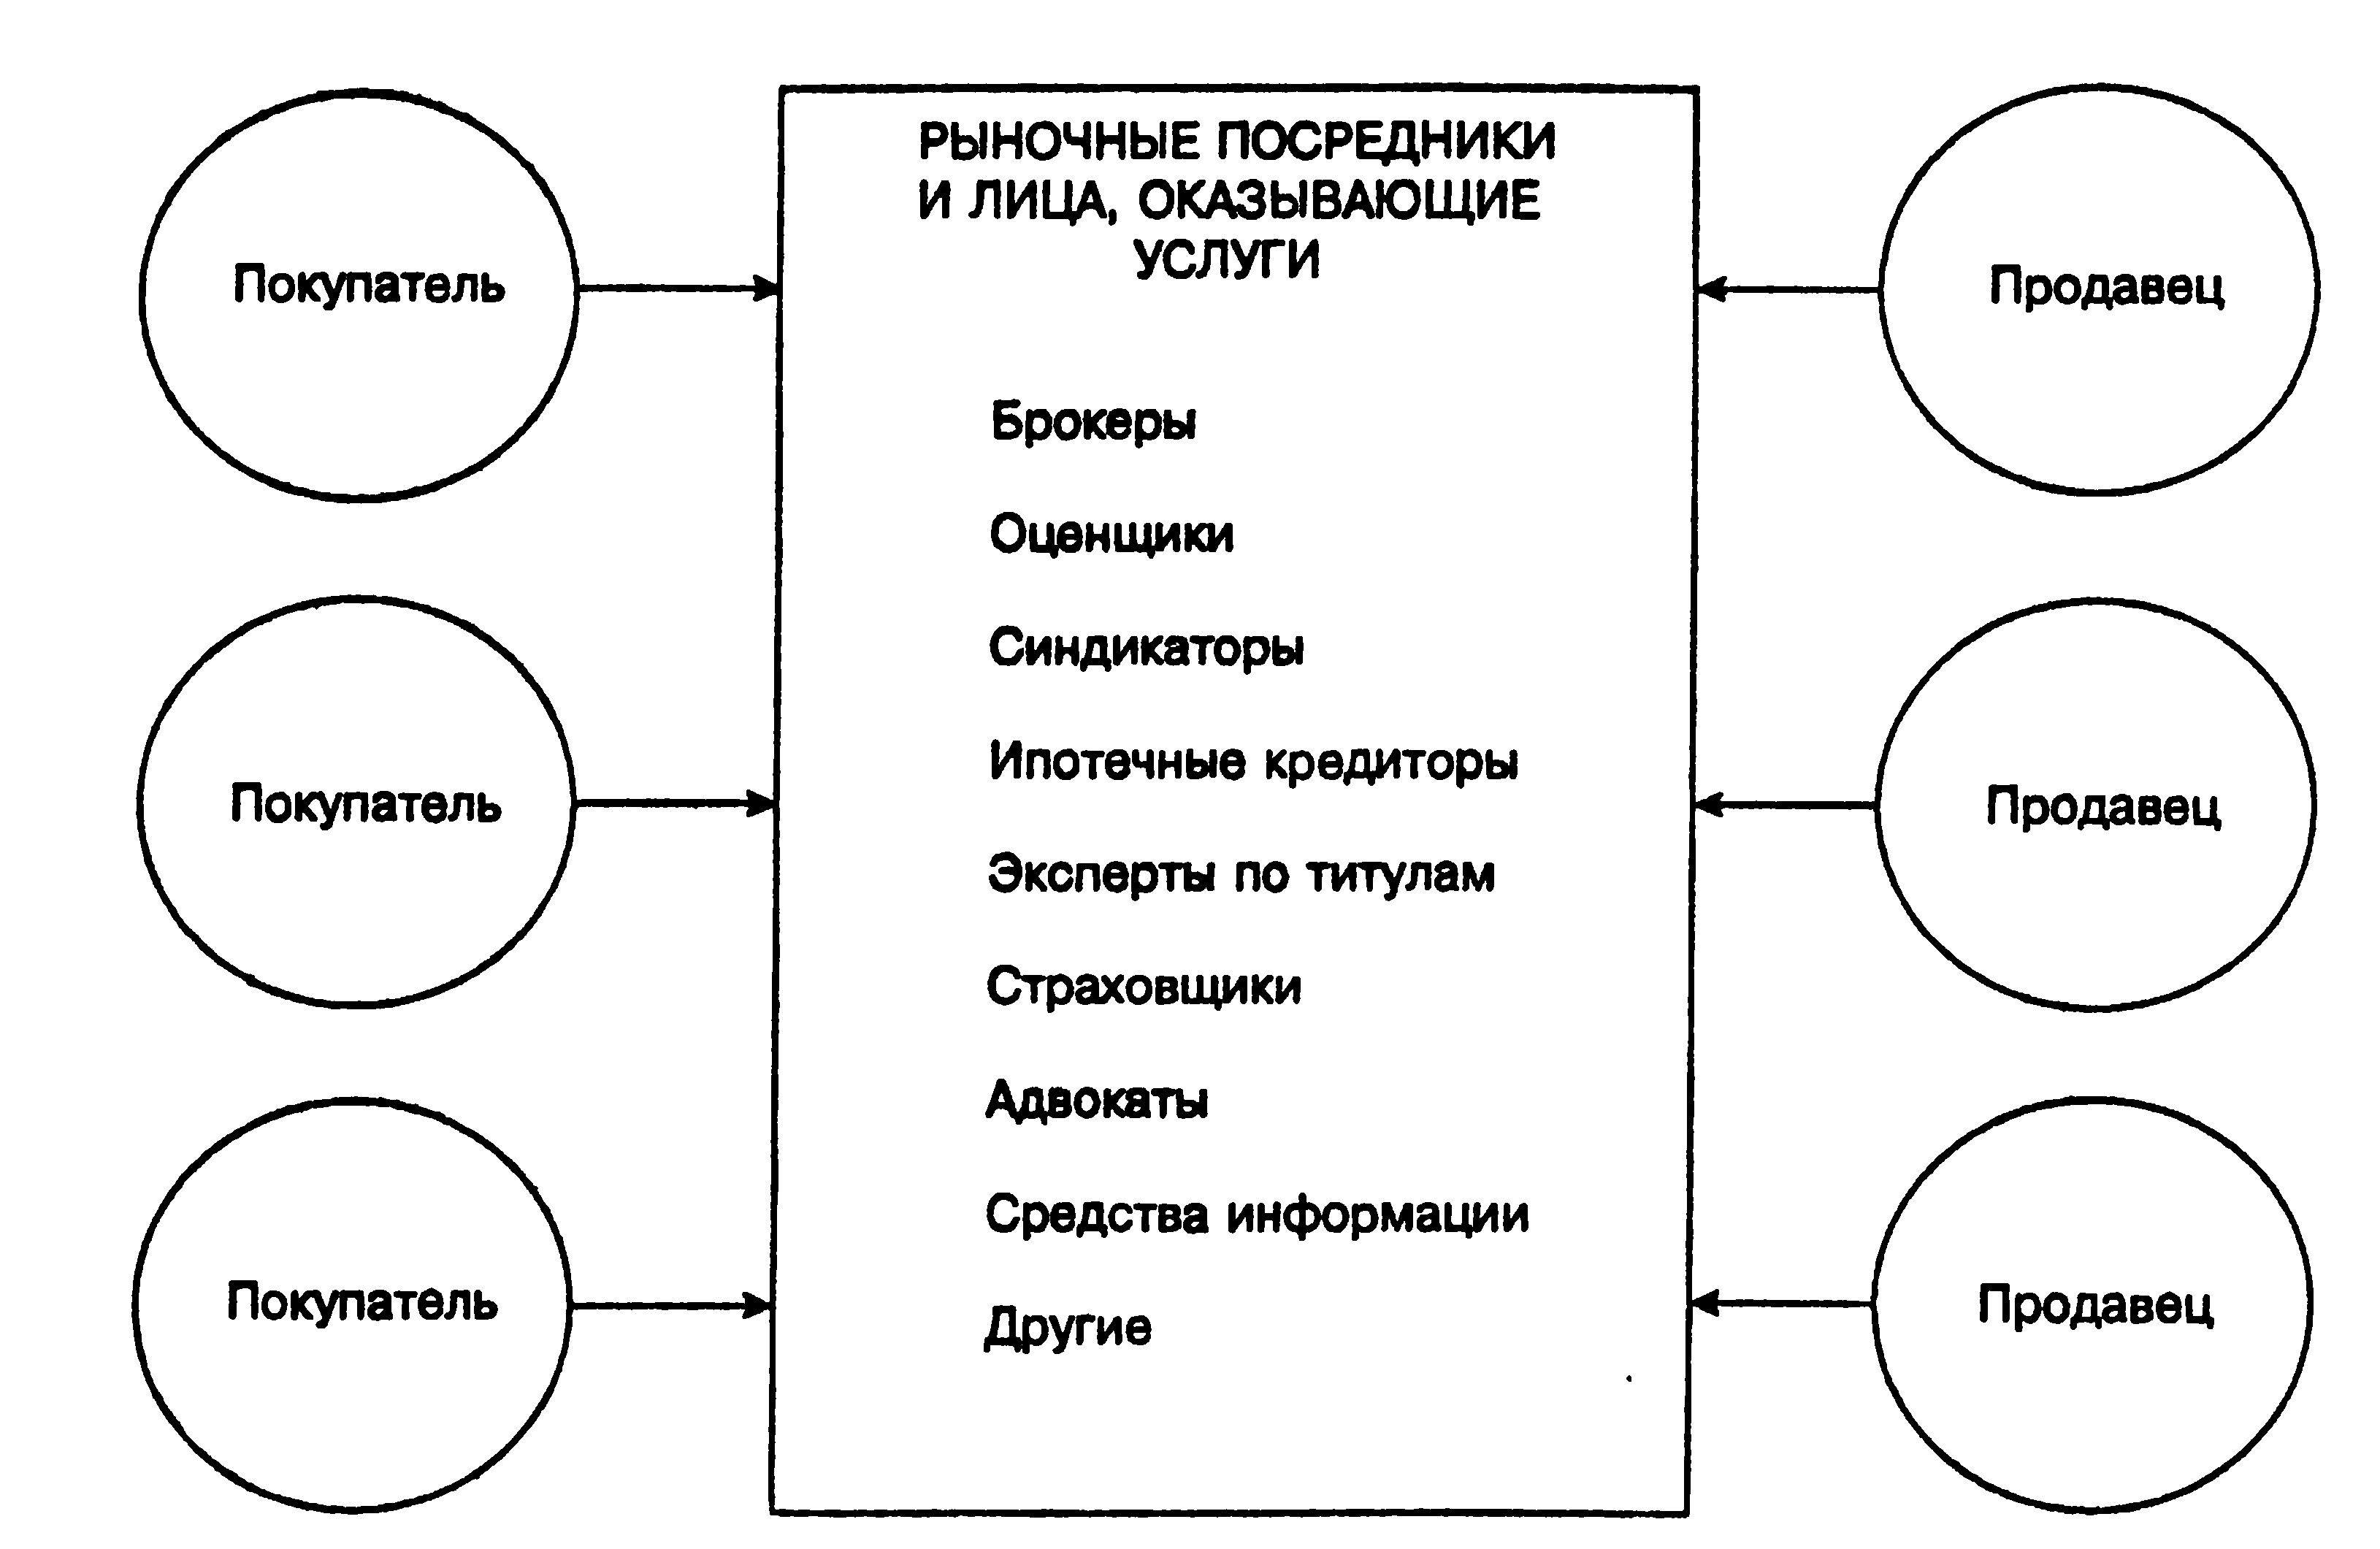 РЫНОЧНЫЕ ПОСРЕДНИКИ
И ЛИЦА, ОКАЗЫВАЮЩИЕ
УСЛУГИ
Покупатель
Продавец
Брокеры
Оценщики
Синдикаторы
Ипотечные кредиторы
Покупатель
Продавец
Эксперты по титулам
Страховщики
Адвокаты
Средства информации
Покупатель
Продавец
Другие